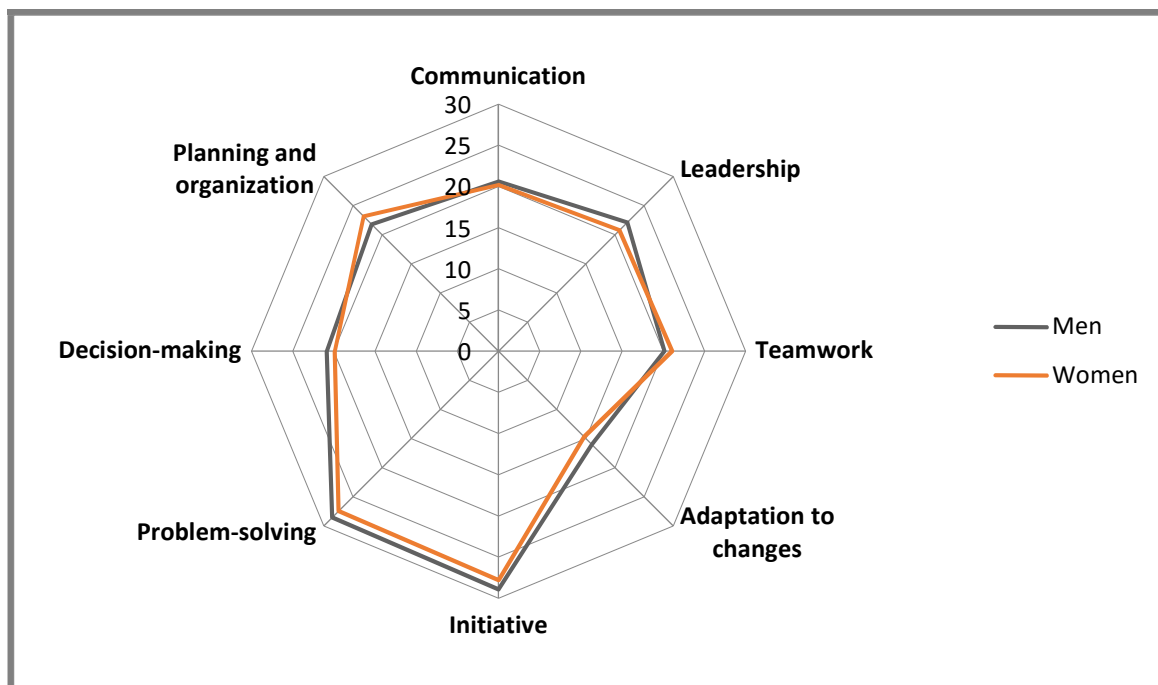 Communication
30
25
20
15
10
5
0
Planning and
organization
Leadership
Decision-making
Teamwork
Men
Women
Problem-solving
Adaptation to
changes
Initiative